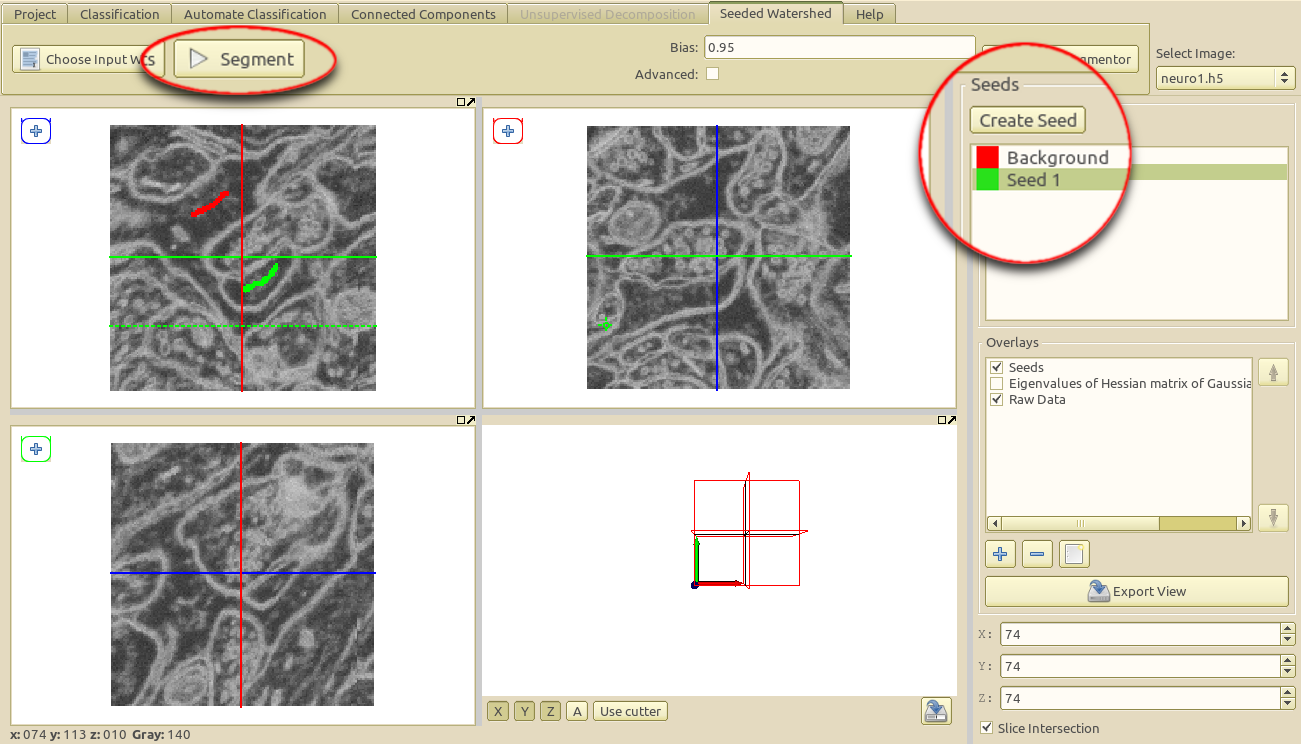 Project Classification Automate Classification Connected Components Unsupervised Decomposition Seeded Watershed Help
Choose Input W
Segment
Bias: 0.95
Advanced:
mentor
Select Image:
neuro1.h5
Seeds
Create Seed
Background
Seed 1
Overlays
Seeds
Eigenvalues of Hessian matrix of Gaussia
Raw Data
Export View
X: 74
Y: 74
Z: 74
Slice Intersection
X Y Z A Use cutter
x: 074 y: 113 z: 010 Gray: 140